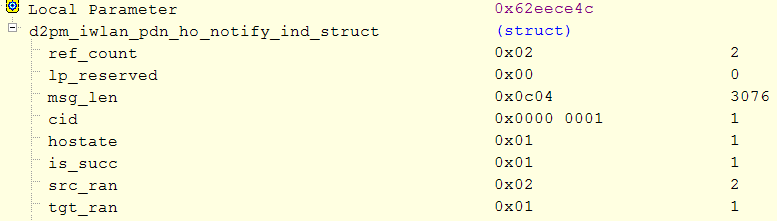 Local Parameter 0x62eece4c
d2pm_iwlan_pdn_ho_notify_ind_struct (struct)
ref_count 0x02 2
lp_reserved 0x00 0
msg_len 0x0c04 3076
cid 0x0000 0001 1
hostate 0x01 1
is_succ 0x01 1
src_ran 0x02 2
tgt_ran 0x01 1